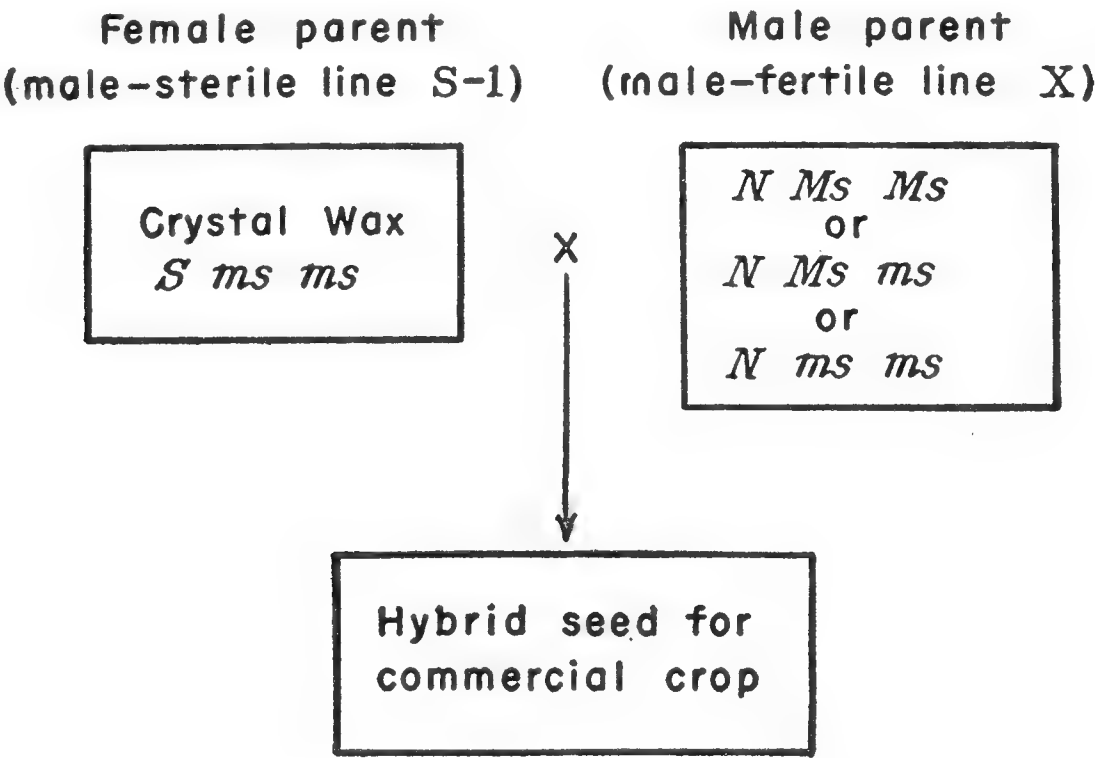 Female parent
(male-sterile line S-1)
Male parent
(male-fertile line X)
Crystal Wax
S ms ms
X
N Ms Ms
or
N Ms ms
or
N ms ms
Hybrid seed for
commercial crop